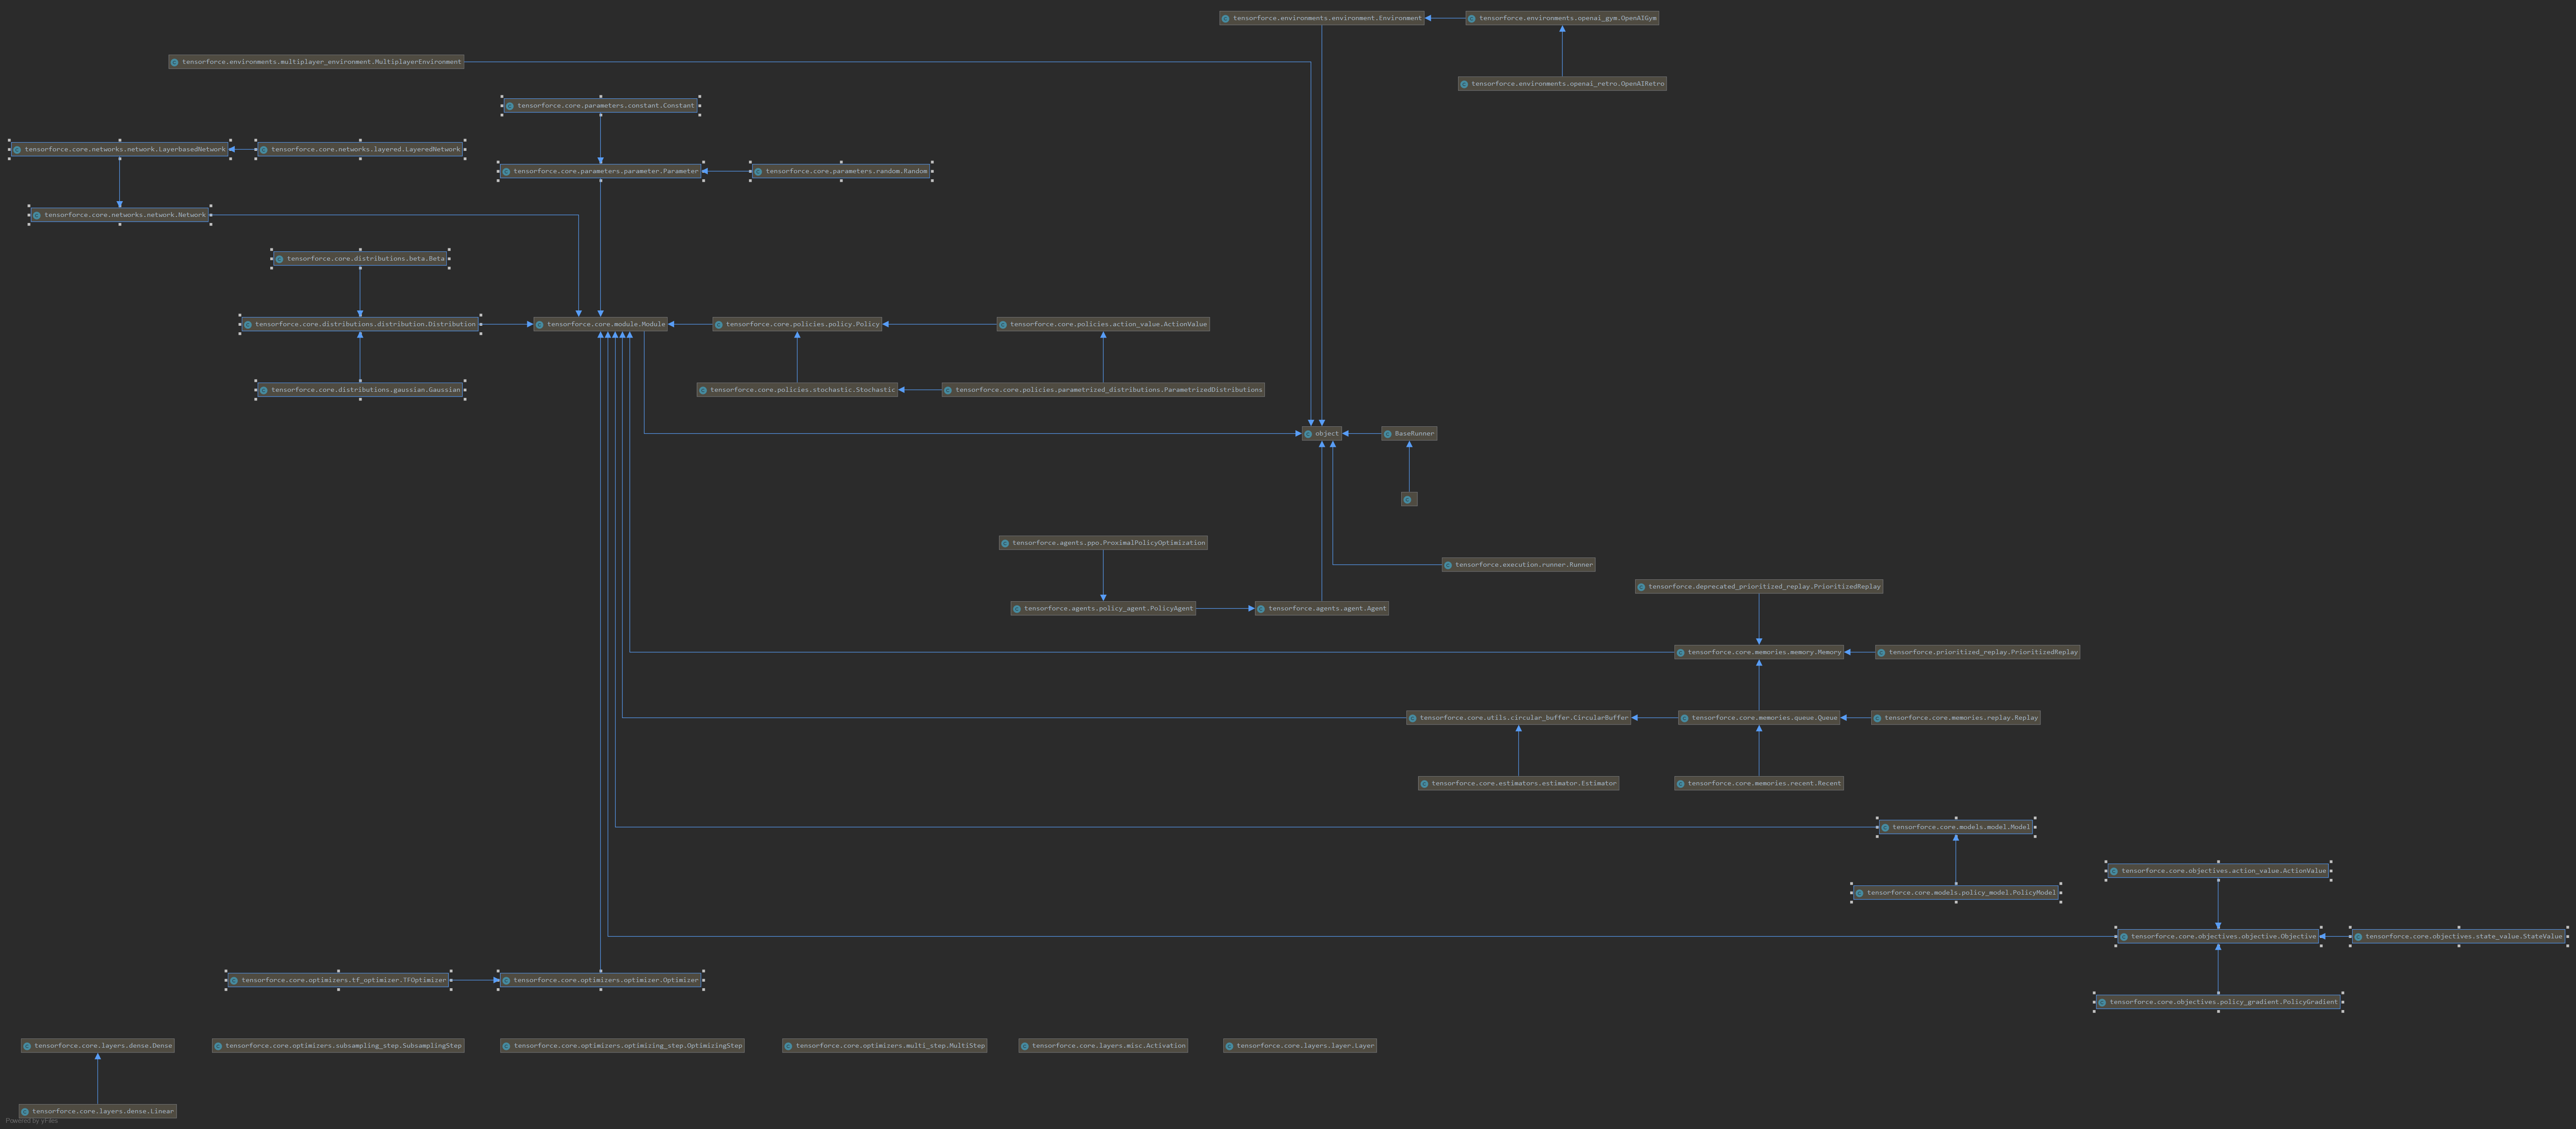 tensorforce.environments.environment.Environment
tensorforce.environments.openai_gym.OpenAIGym
tensorforce.environments.multiplayer_environment.MultiplayerEnvironment
tensorforce.environments.openai_retro.OpenAIRetro
tensorforce.core.parameters.constant.Constant
tensorforce.core.networks.network.LayerbasedNetwork
tensorforce.core.networks.layered.LayeredNetwork
tensorforce.core.parameters.parameter.Parameter
tensorforce.core.parameters.random.Random
tensorforce.core.networks.network.Network
tensorforce.core.distributions.beta.Beta
tensorforce.core.distributions.distribution.Distribution
tensorforce.core.module.Module
tensorforce.core.policies.policy.Policy
tensorforce.core.policies.action_value.ActionValue
tensorforce.core.distributions.gaussian.Gaussian
tensorforce.core.policies.stochastic.Stochastic
tensorforce.core.policies.parametrized_distributions.ParametrizedDistributions
object
BaseRunner
tensorforce.agents.ppo.ProximalPolicyOptimization
tensorforce.execution.runner.Runner
tensorforce.deprecated_prioritized_replay.PrioritizedReplay
tensorforce.agents.policy_agent.PolicyAgent
tensorforce.agents.agent.Agent
tensorforce.core.memories.memory.Memory
tensorforce.prioritized_replay.PrioritizedReplay
tensorforce.core.utils.circular_buffer.CircularBuffer
tensorforce.core.memories.queue.Queue
tensorforce.core.memories.replay.Replay
tensorforce.core.estimators.estimator.Estimator
tensorforce.core.memories.recent.Recent
tensorforce.core.models.model.Model
tensorforce.core.objectives.action_value.ActionValue
tensorforce.core.models.policy_model.PolicyModel
tensorforce.core.objectives.objective.Objective
tensorforce.core.objectives.state_value.StateValue
tensorforce.core.optimizers.tf_optimizer.TFOptimizer
tensorforce.core.optimizers.optimizer.Optimizer
tensorforce.core.objectives.policy_gradient.PolicyGradient
tensorforce.core.layers.dense.Dense
tensorforce.core.optimizers.subsampling_step.SubsamplingStep
tensorforce.core.optimizers.optimizing_step.OptimizingStep
tensorforce.core.optimizers.multi_step.MultiStep
tensorforce.core.layers.misc.Activation
tensorforce.core.layers.layer.Layer
tensorforce.core.layers.dense.Linear
Powered by yFiles